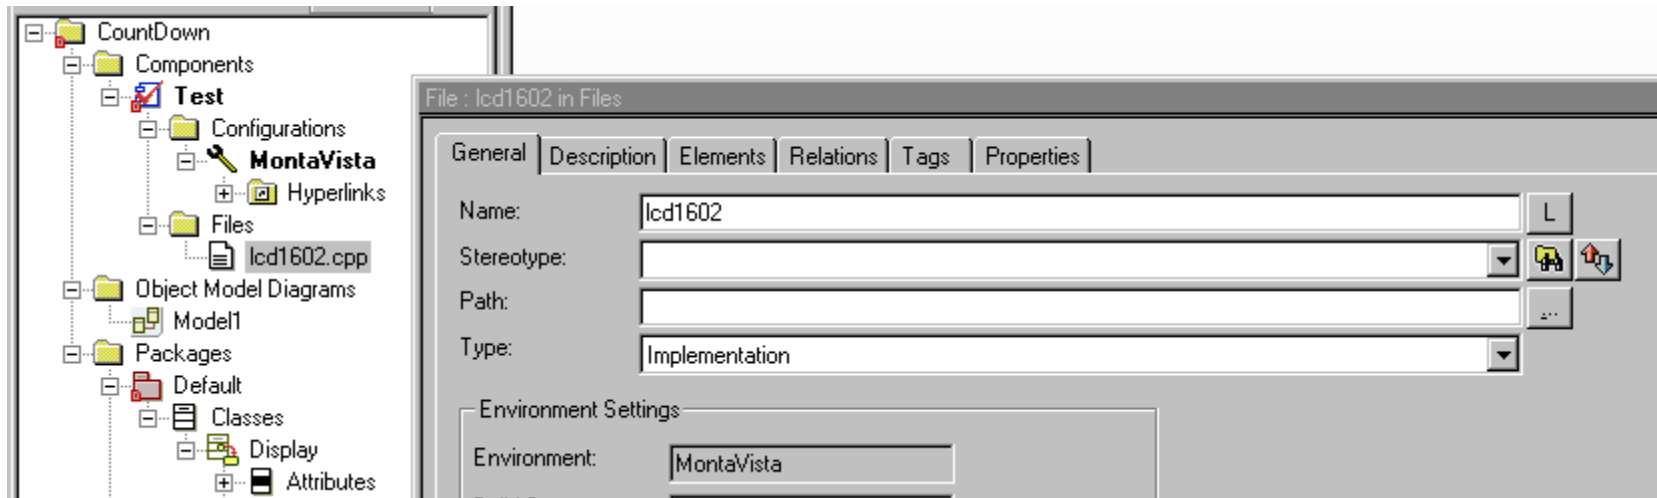 CountDown
Components
Test
Configurations
MontaVista
Hyperlinks
Files
lcd1602.cpp
Object Model Diagrams
Model1
Packages
Default
Classes
Display
Attributes
File : lcd1602 in Files
General Description Elements Relations Tags Properties
Name: lcd1602 L
Stereotype:
Path: ...
Type: Implementation
Environment Settings
Environment: MontaVista